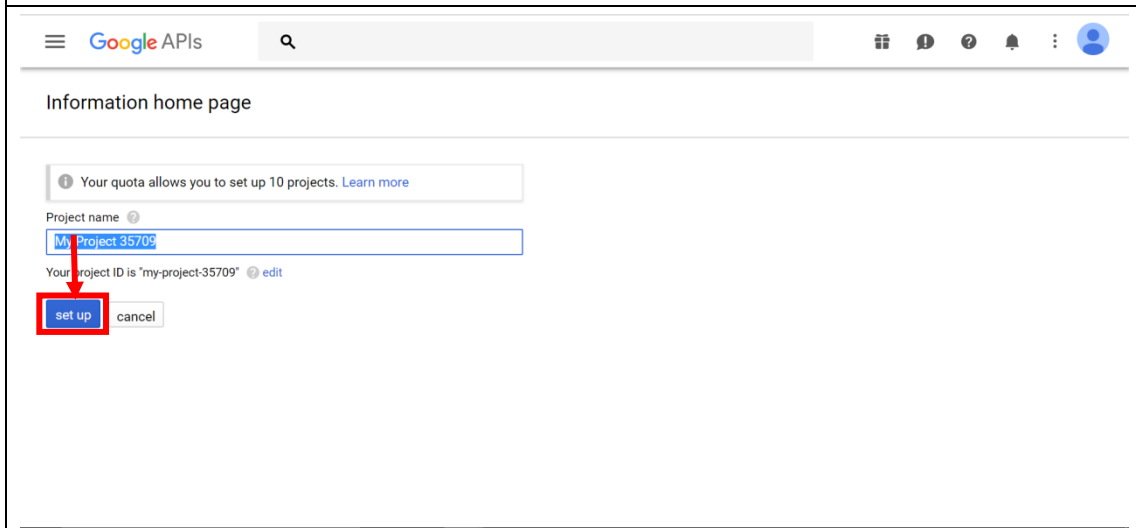 Google APIs
Information home page
Your quota allows you to set up 10 projects. Learn more
Project name
My Project 35709
Your project ID is "my-project-35709" edit
set up cancel